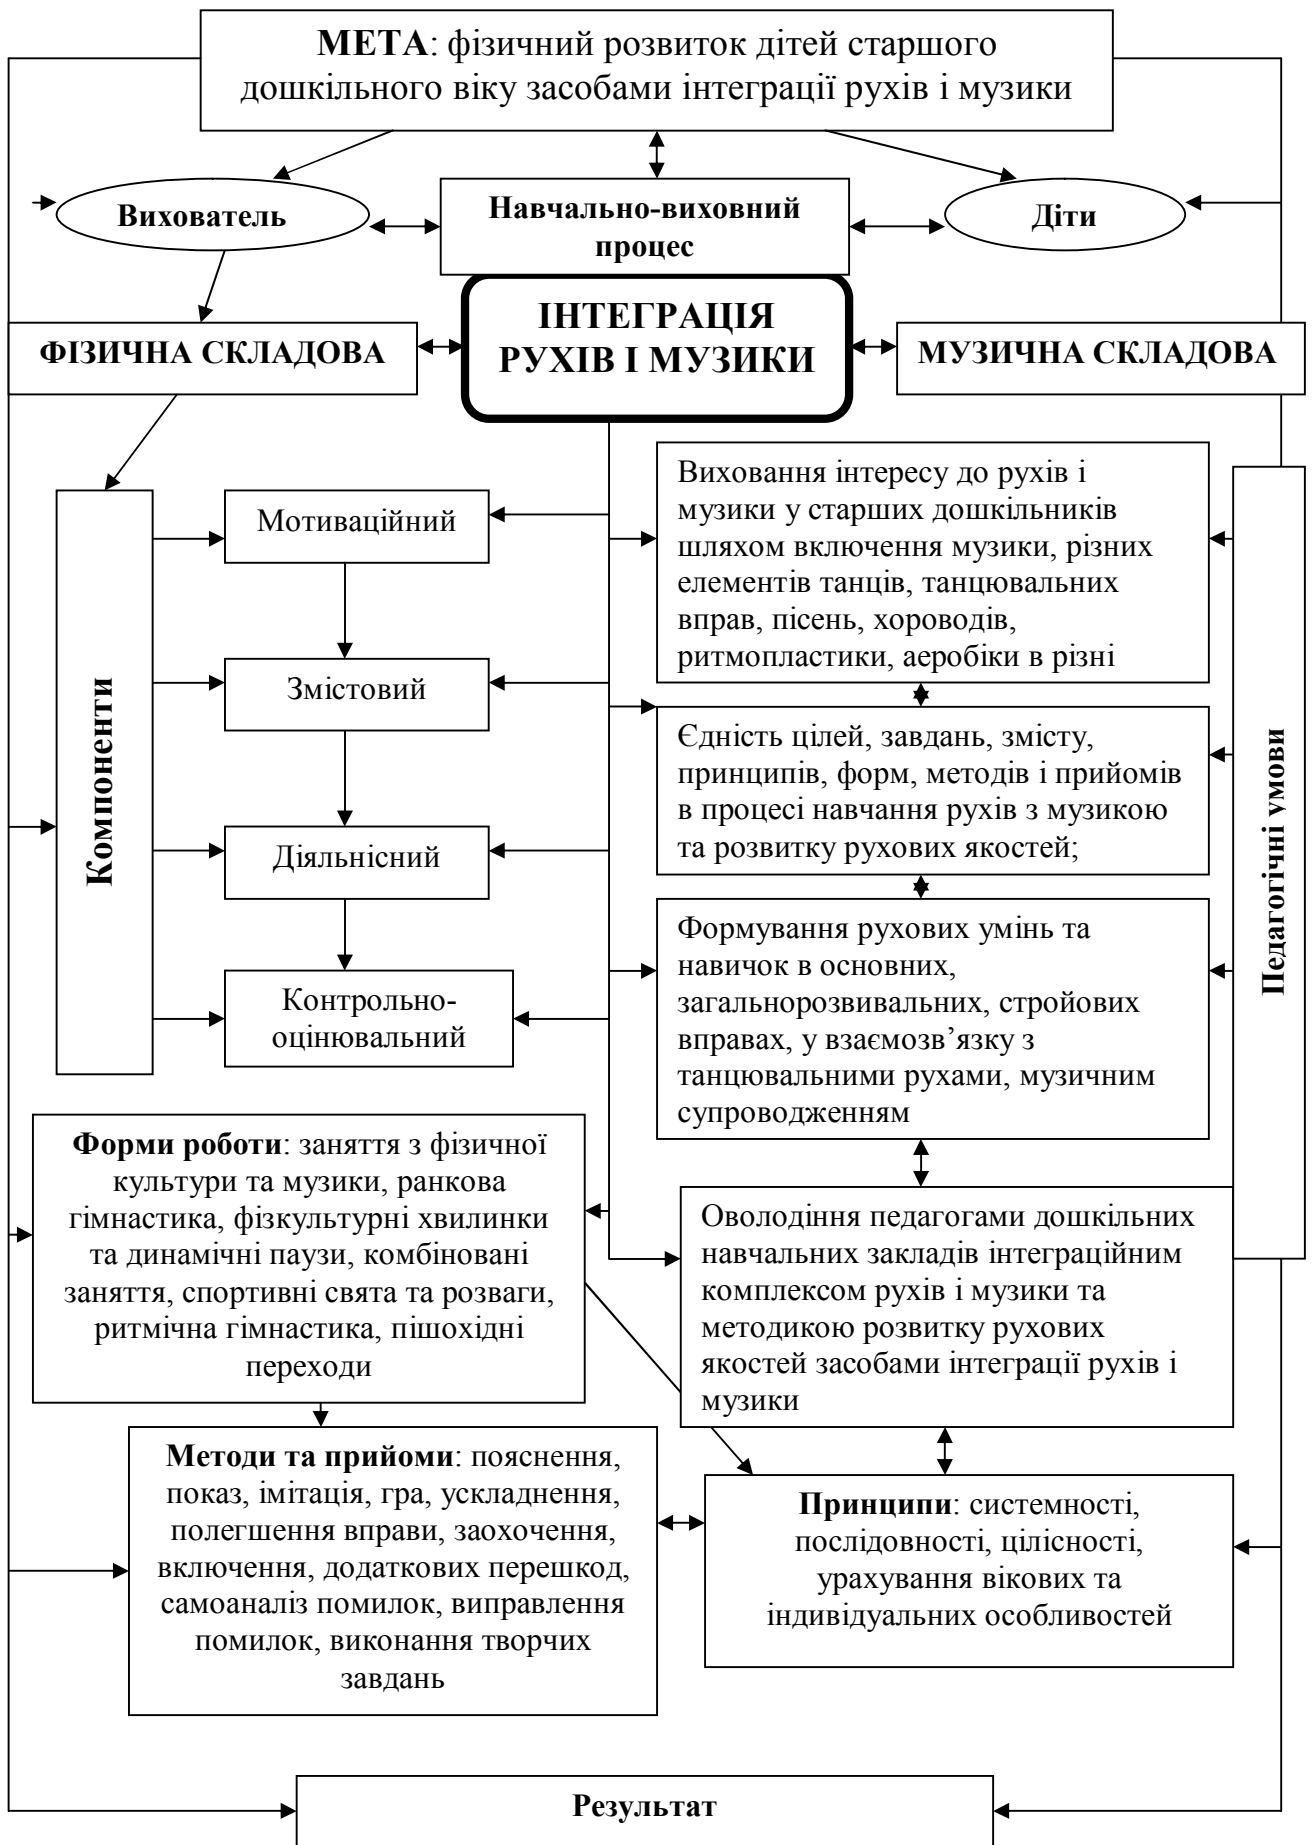 МЕТА: фізичний розвиток дітей старшого
дошкільного віку засобами інтеграції рухів і музики
Вихователь
Навчально-виховний
процес
Діти
ІНТЕГРАЦІЯ
РУХІВ І МУЗИКИ
ФІЗИЧНА СКЛАДОВА
МУЗИЧНА СКЛАДОВА
Компоненти
Мотиваційний
Змістовий
Діяльнісний
Контрольно-
оцінювальний
Виховання інтересу до рухів і
музики у старших дошкільників
шляхом включення музики, різних
елементів танців, танцювальних
вправ, пісень, хороводів,
ритмопластики, аеробіки в різні
Єдність цілей, завдань, змісту,
принципів, форм, методів і прийомів
в процесі навчання рухів з музикою
та розвитку рухових якостей;
Формування рухових умінь та
навичок в основних,
загальнорозвивальних, стройових
вправах, у взаємозв’язку з
танцювальними рухами, музичним
супроводженням
Оволодіння педагогами дошкільних
навчальних закладів інтеграційним
комплексом рухів і музики та
методикою розвитку рухових
якостей засобами інтеграції рухів і
музики
Педагогічні умови
Форми роботи: заняття з фізичної
культури та музики, ранкова
гімнастика, фізкультурні хвилинки
та динамічні паузи, комбіновані
заняття, спортивні свята та розваги,
ритмічна гімнастика, пішохідні
переходи
Методи та прийоми: пояснення,
показ, імітація, гра, ускладнення,
полегшення вправи, заохочення,
включення, додаткових перешкод,
самоаналіз помилок, виправлення
помилок, виконання творчих
завдань
Принципи: системності,
послідовності, цілісності,
урахування вікових та
індивідуальних особливостей
Результат